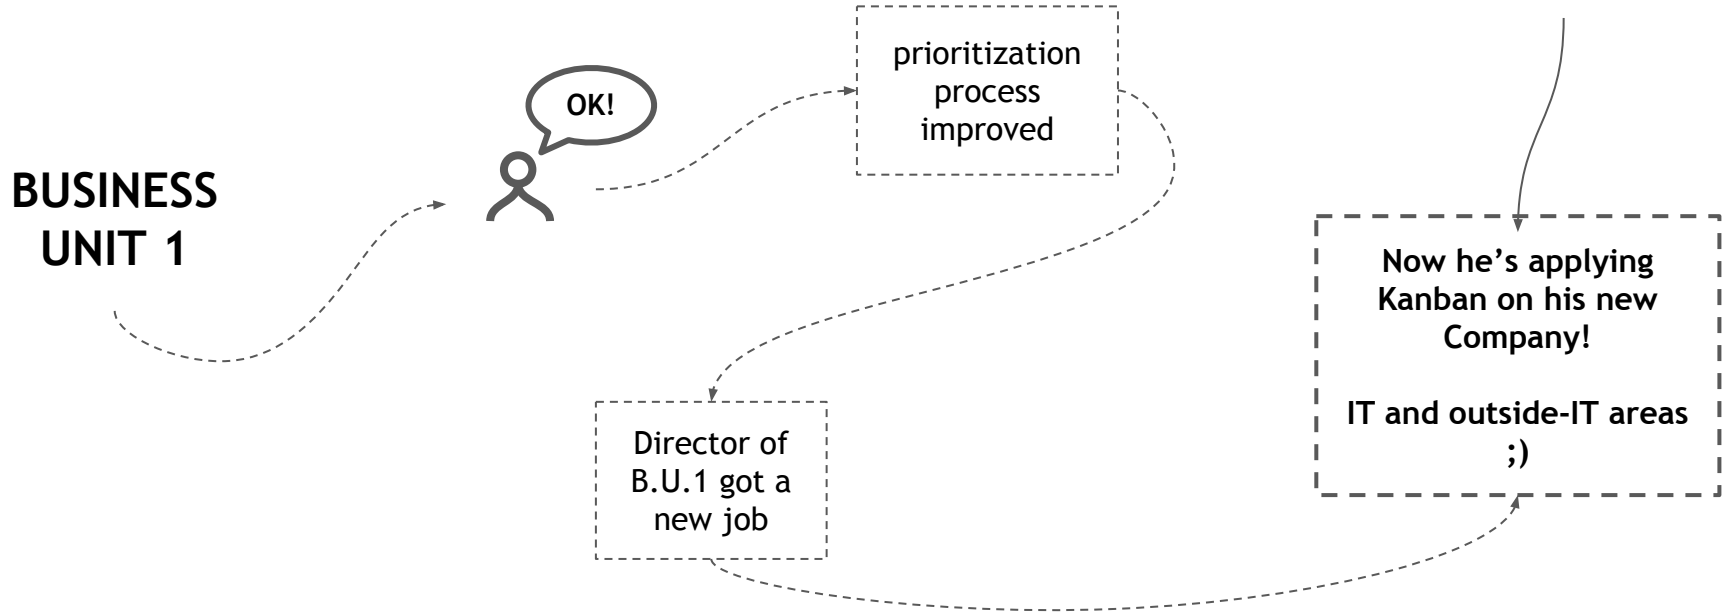 BUSINESS
UNIT 1
OK!
prioritization
process
improved
Director of
B.U.1 got a
new job
Now he’s applying
Kanban on his new
Company!
IT and outside-IT areas
;)